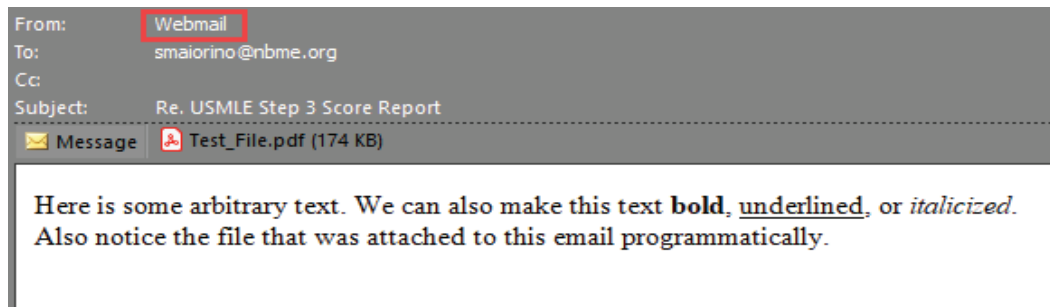 From: Webmail
To: smaiorino@nbme.org
Cc:
Subject: Re. USMLE Step 3 Score Report
Message Test_File.pdf (174 KB)
Here is some arbitrary text. We can also make this text bold, underlined, or italicized.
Also notice the file that was attached to this email programmatically.